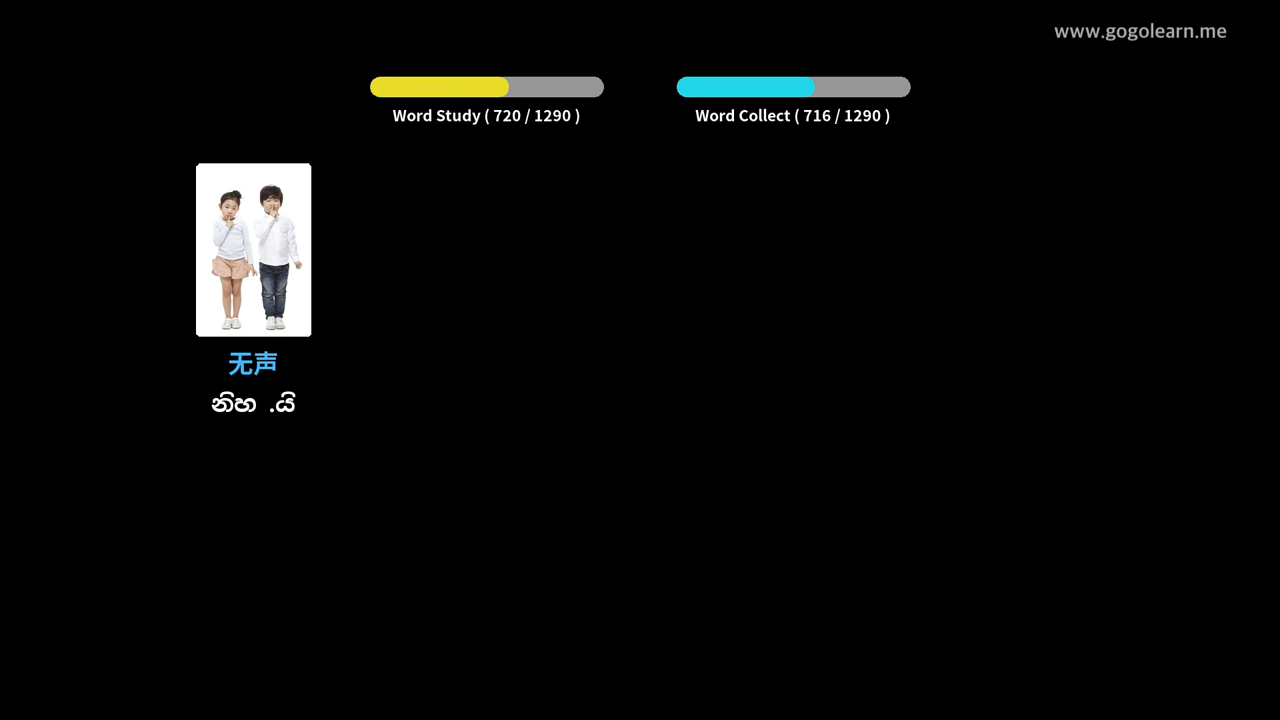 www.gogolearn.me
Word Study ( 720 / 1290 )
Word Collect ( 716 / 1290 )
无声
නිහ .යි